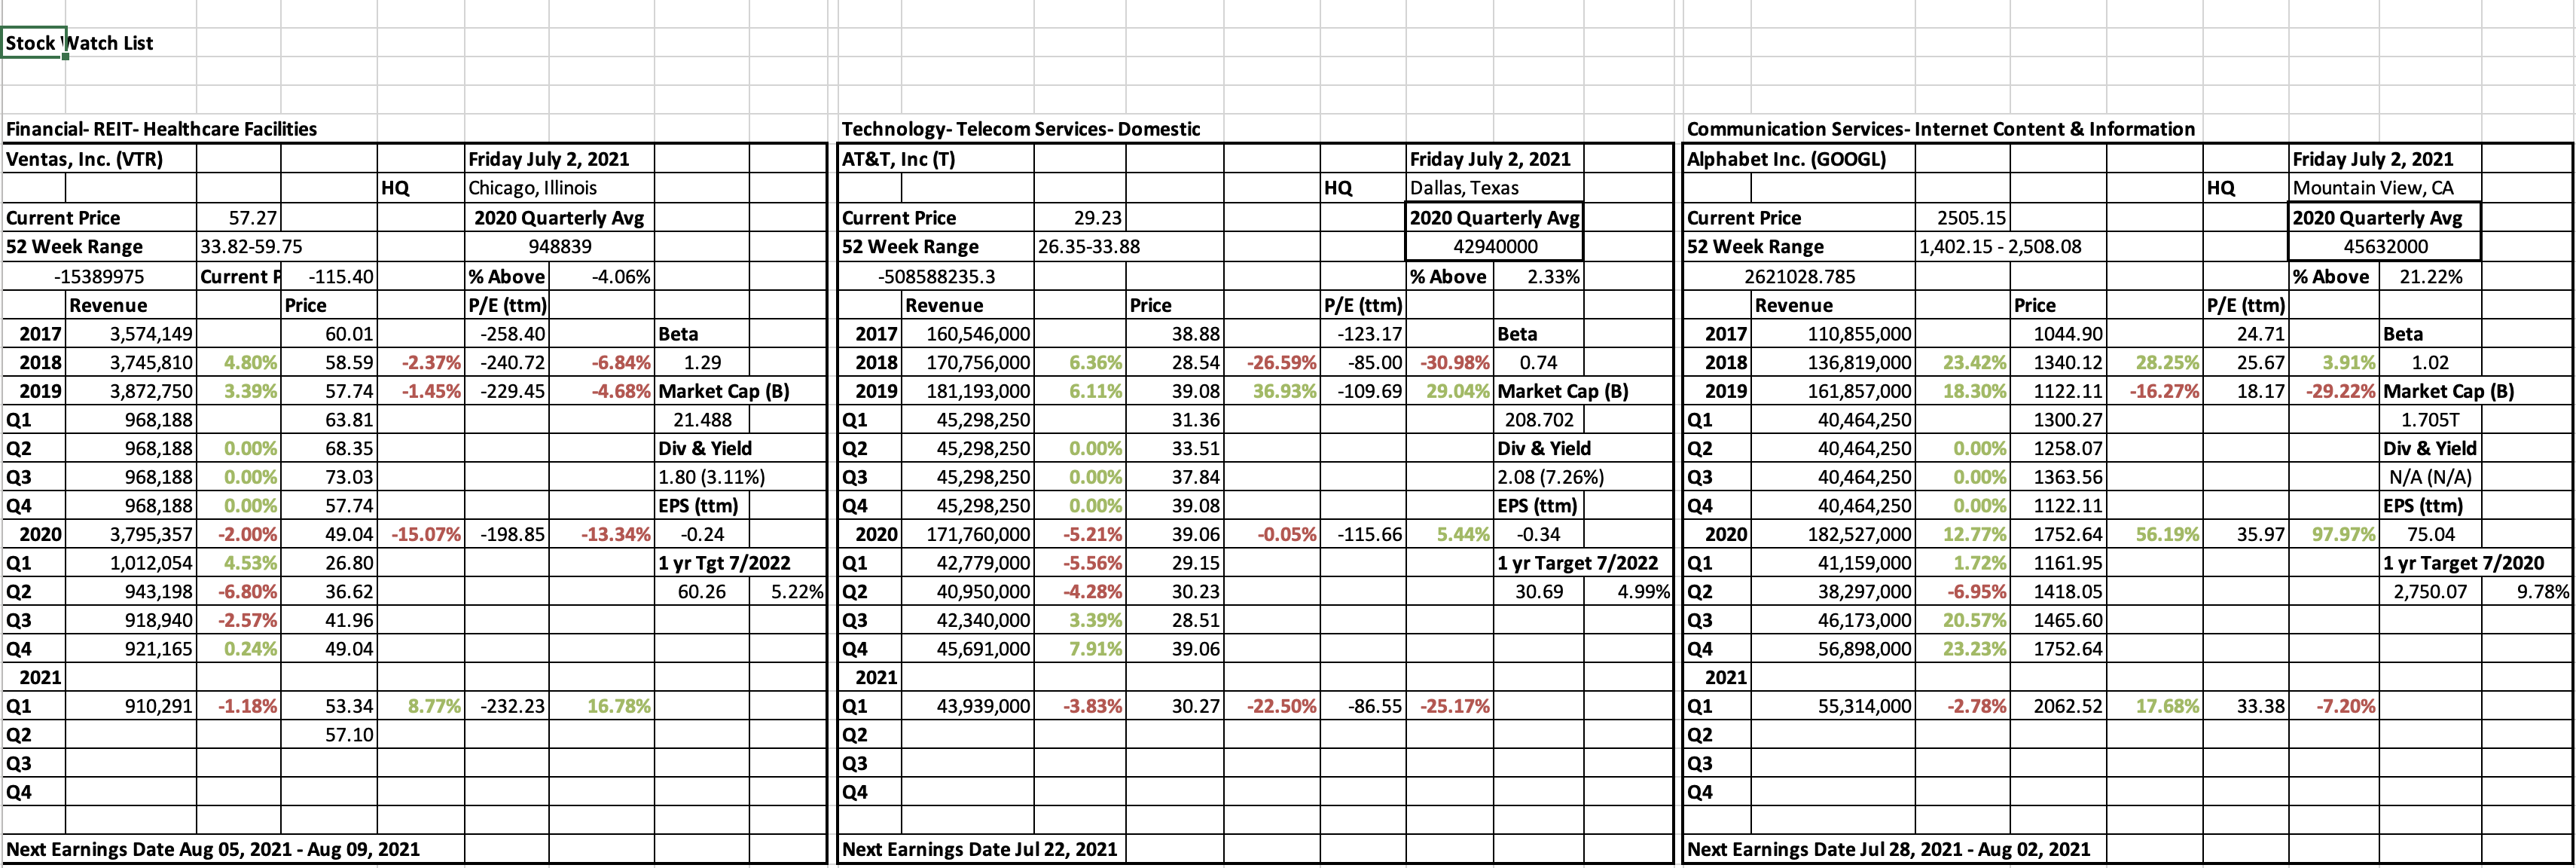 Stock Watch List
Financial- REIT- Healthcare Facilities
Ventas, Inc. (VTR) Friday July 2, 2021
HQ Chicago, Illinois
Current Price 57.27 2020 Quarterly Avg
52 Week Range 33.82-59.75 948839
-15389975 Current P -115.40 % Above -4.06%
Revenue Price P/E (ttm)
2017 3,574,149 60.01 -258.40 Beta
2018 3,745,810 4.80% 58.59 -2.37% -240.72 -6.84% 1.29
2019 3,872,750 3.39% 57.74 -1.45% -229.45 -4.68% Market Cap (B)
Q1 968,188 63.81 21.488
Q2 968,188 0.00% 68.35 Div & Yield
Q3 968,188 0.00% 73.03 1.80 (3.11%)
Q4 968,188 0.00% 57.74 EPS (ttm)
2020 3,795,357 -2.00% 49.04 -15.07% -198.85 -13.34% -0.24
Q1 1,012,054 4.53% 26.80 1 yr Tgt 7/2022
Q2 943,198 -6.80% 36.62 60.26 5.22%
Q3 918,940 -2.57% 41.96
Q4 921,165 0.24% 49.04
2021
Q1 910,291 -1.18% 53.34 8.77% -232.23 16.78%
Q2 57.10
Q3
Q4
Next Earnings Date Aug 05, 2021 - Aug 09, 2021
Technology- Telecom Services- Domestic
AT&T, Inc (T) Friday July 2, 2021
HQ Dallas, Texas
Current Price 29.23 2020 Quarterly Avg
52 Week Range 26.35-33.88 42940000
-508588235.3 % Above 2.33%
Revenue Price P/E (ttm)
2017 160,546,000 38.88 -123.17 Beta
2018 170,756,000 6.36% 28.54 -26.59% -85.00 -30.98% 0.74
2019 181,193,000 6.11% 39.08 36.93% -109.69 29.04% Market Cap (B)
Q1 45,298,250 31.36 208.702
Q2 45,298,250 0.00% 33.51 Div & Yield
Q3 45,298,250 0.00% 37.84 2.08 (7.26%)
Q4 45,298,250 0.00% 39.08 EPS (ttm)
2020 171,760,000 -5.21% 39.06 -0.05% -115.66 5.44% -0.34
Q1 42,779,000 -5.56% 29.15 1 yr Target 7/2022
Q2 40,950,000 -4.28% 30.23 30.69 4.99%
Q3 42,340,000 3.39% 28.51
Q4 45,691,000 7.91% 39.06
2021
Q1 43,939,000 -3.83% 30.27 -22.50% -86.55 -25.17%
Q2
Q3
Q4
Next Earnings Date Jul 22, 2021
Communication Services- Internet Content & Information
Alphabet Inc. (GOOGL) Friday July 2, 2021
HQ Mountain View, CA
Current Price 2505.15 2020 Quarterly Avg
52 Week Range 1,402.15 - 2,508.08 45632000
2621028.785 % Above 21.22%
Revenue Price P/E (ttm)
2017 110,855,000 1044.90 24.71 Beta
2018 136,819,000 23.42% 1340.12 28.25% 25.67 3.91% 1.02
2019 161,857,000 18.30% 1122.11 -16.27% 18.17 -29.22% Market Cap (B)
Q1 40,464,250 1300.27 1.705T
Q2 40,464,250 0.00% 1258.07 Div & Yield
Q3 40,464,250 0.00% 1363.56 N/A (N/A)
Q4 40,464,250 0.00% 1122.11 EPS (ttm)
2020 182,527,000 12.77% 1752.64 56.19% 35.97 97.97% 75.04
Q1 41,159,000 1.72% 1161.95 1 yr Target 7/2020
Q2 38,297,000 -6.95% 1418.05 2,750.07 9.78%
Q3 46,173,000 20.57% 1465.60
Q4 56,898,000 23.23% 1752.64
2021
Q1 55,314,000 -2.78% 2062.52 17.68% 33.38 -7.20%
Q2
Q3
Q4
Next Earnings Date Jul 28, 2021 - Aug 02, 2021